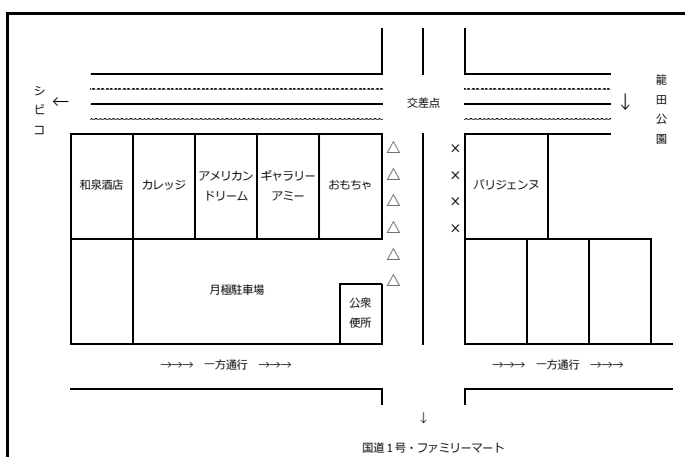 シビコ
←
交差点
↓
籠田公園
和泉酒店
カレッジ
アメリカン
ドリーム
ギャラリー
アミー
おもちゃ
△
△
△
△
△
△
×
×
×
×
パリジェンヌ
月極駐車場
公衆
便所
→→→ 一方通行 →→→
→→→ 一方通行 →→→
↓
国道1号・ファミリーマート